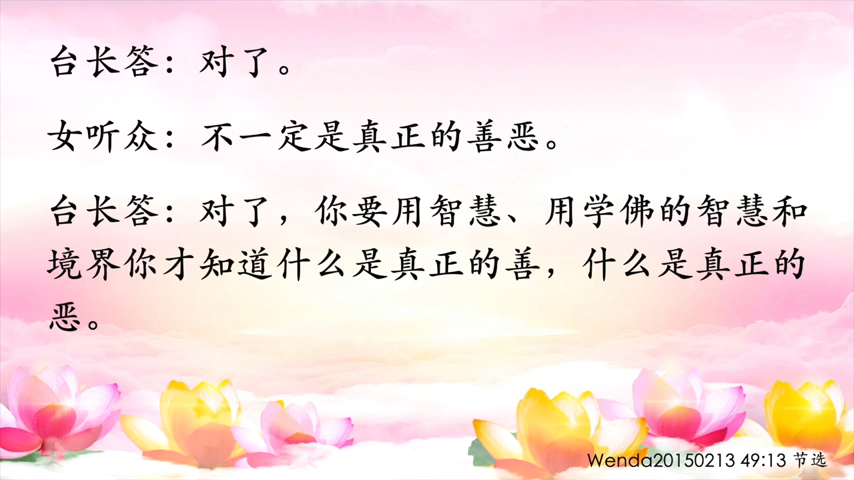 台长答：对了。
女听众：不一定是真正的善恶。
台长答：对了，你要用智慧、用学佛的智慧和
境界你才知道什么是真正的善，什么是真正的
恶。
Wenda20150213 49:13 节选